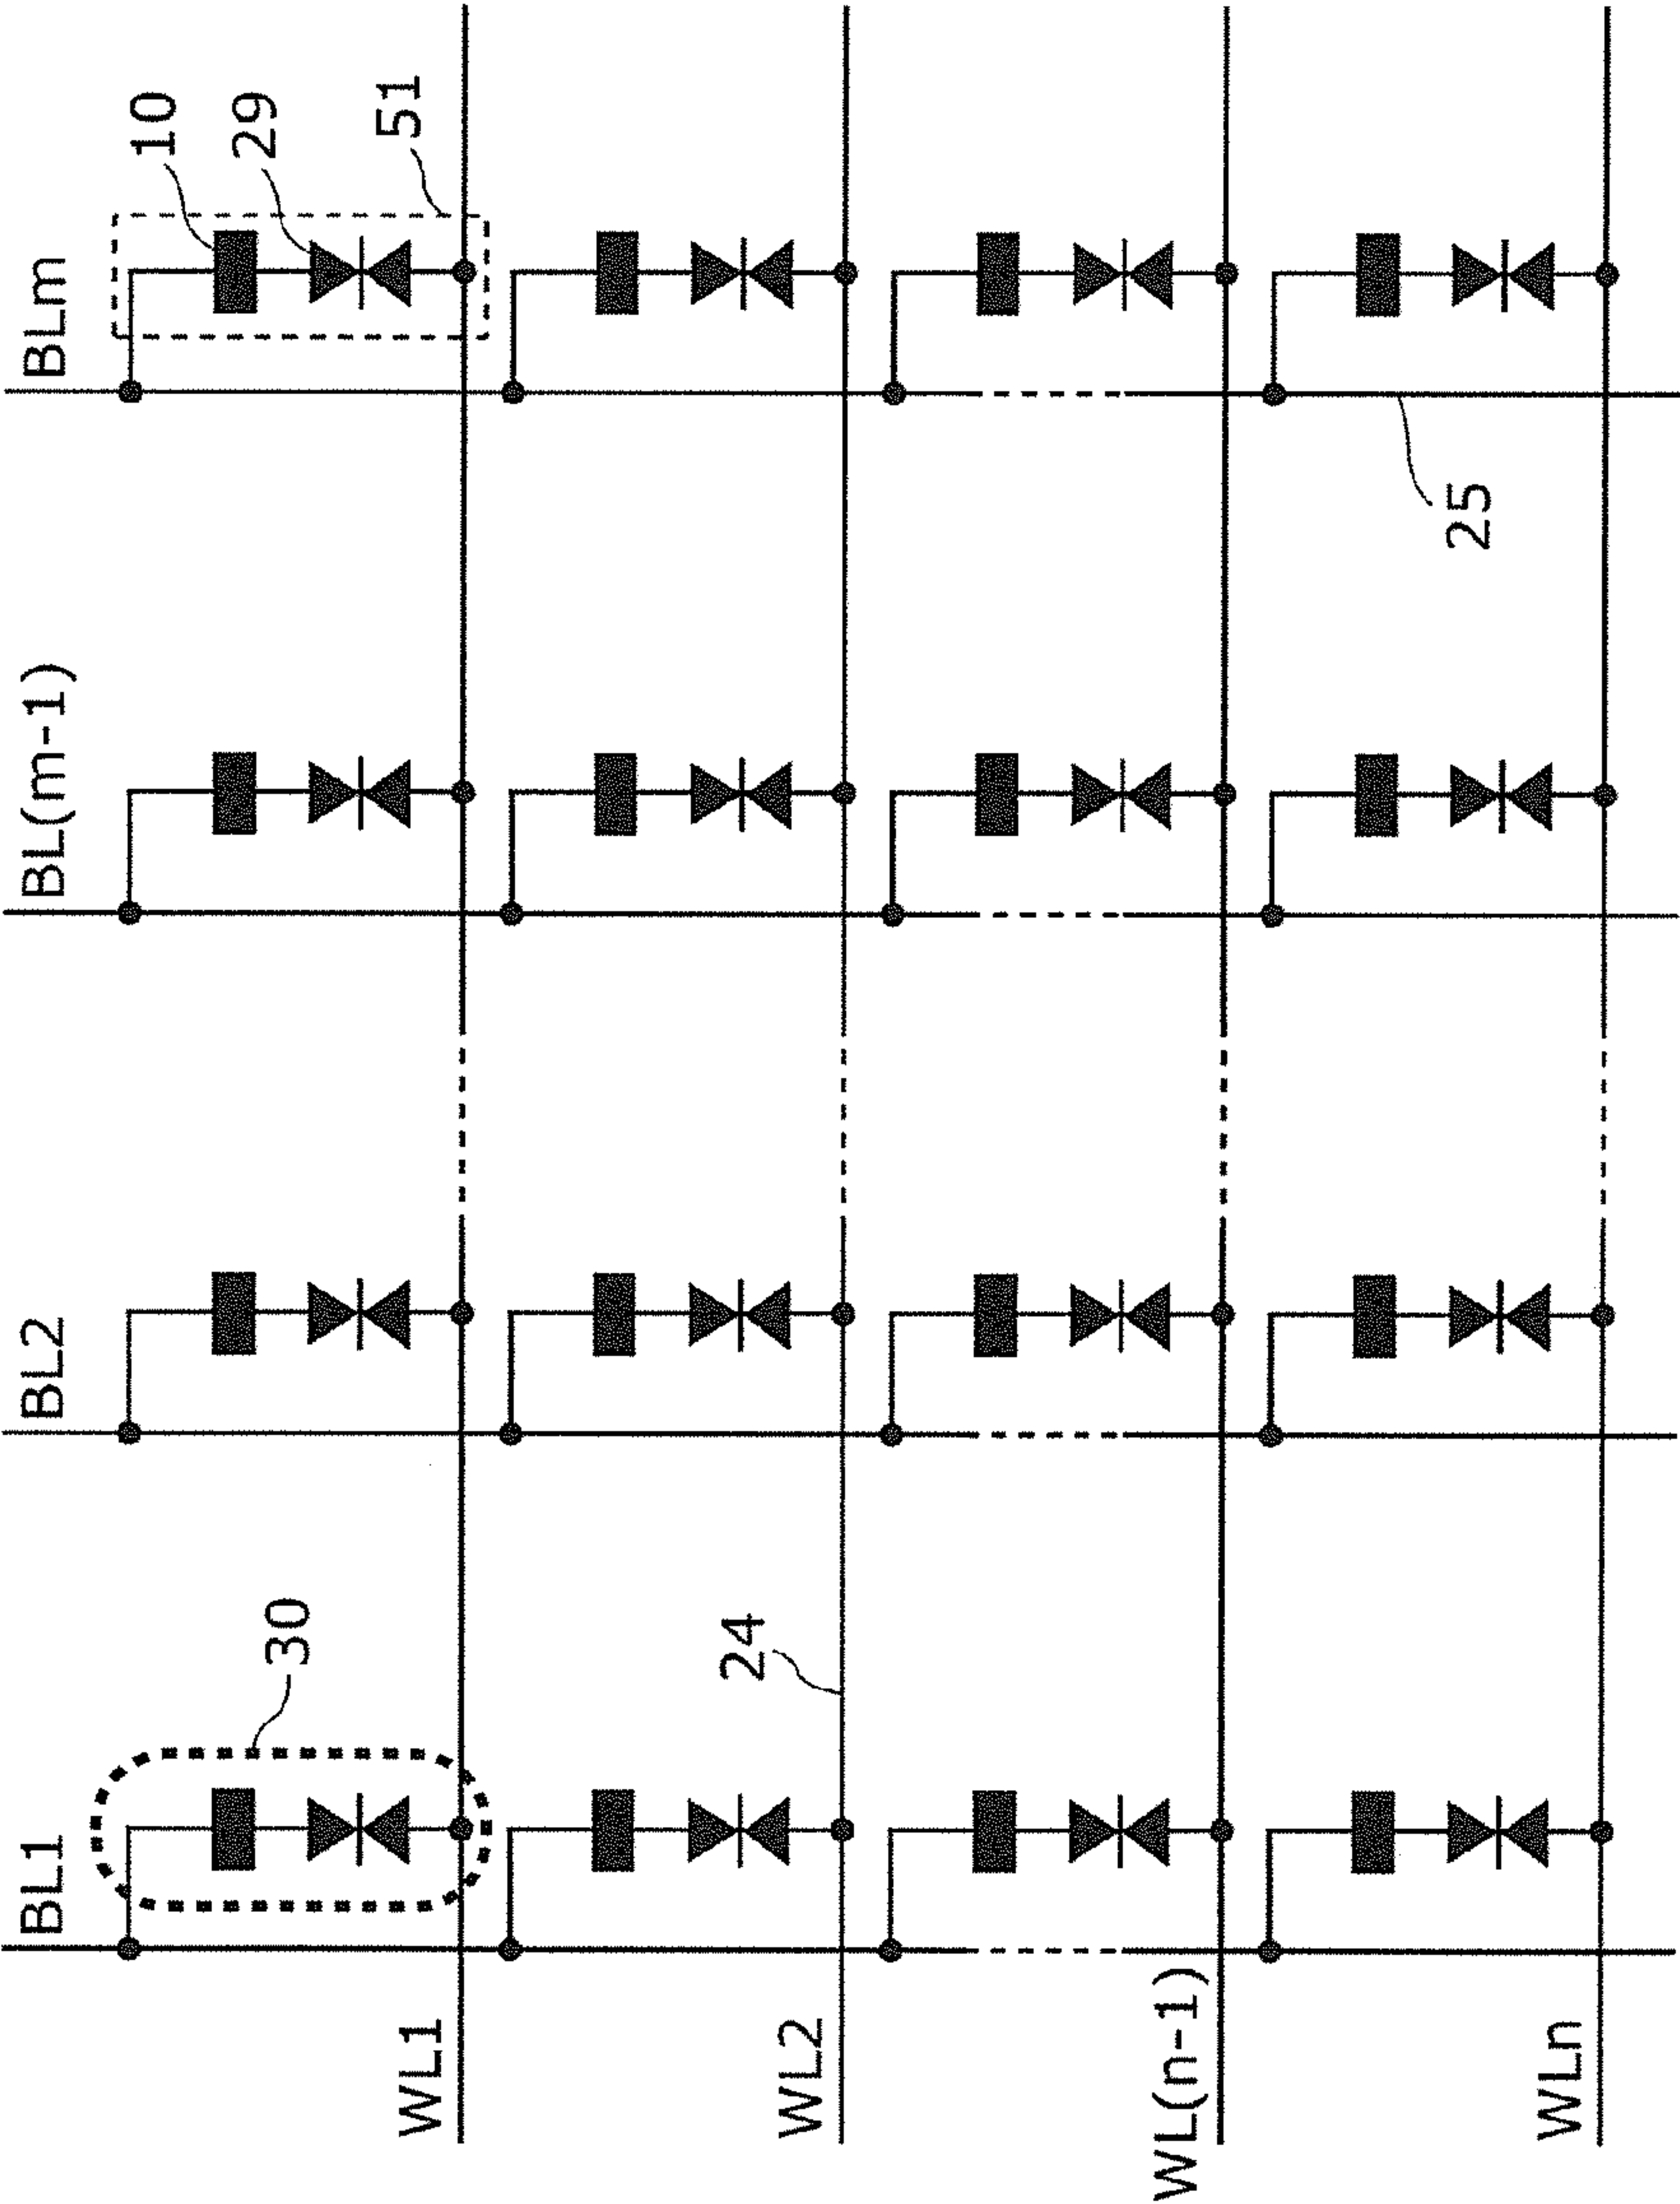 BL1
BL2
BL(m-1)
BLm
30
10
29
51
WL1
24
WL2
WL(n-1)
25
WLn